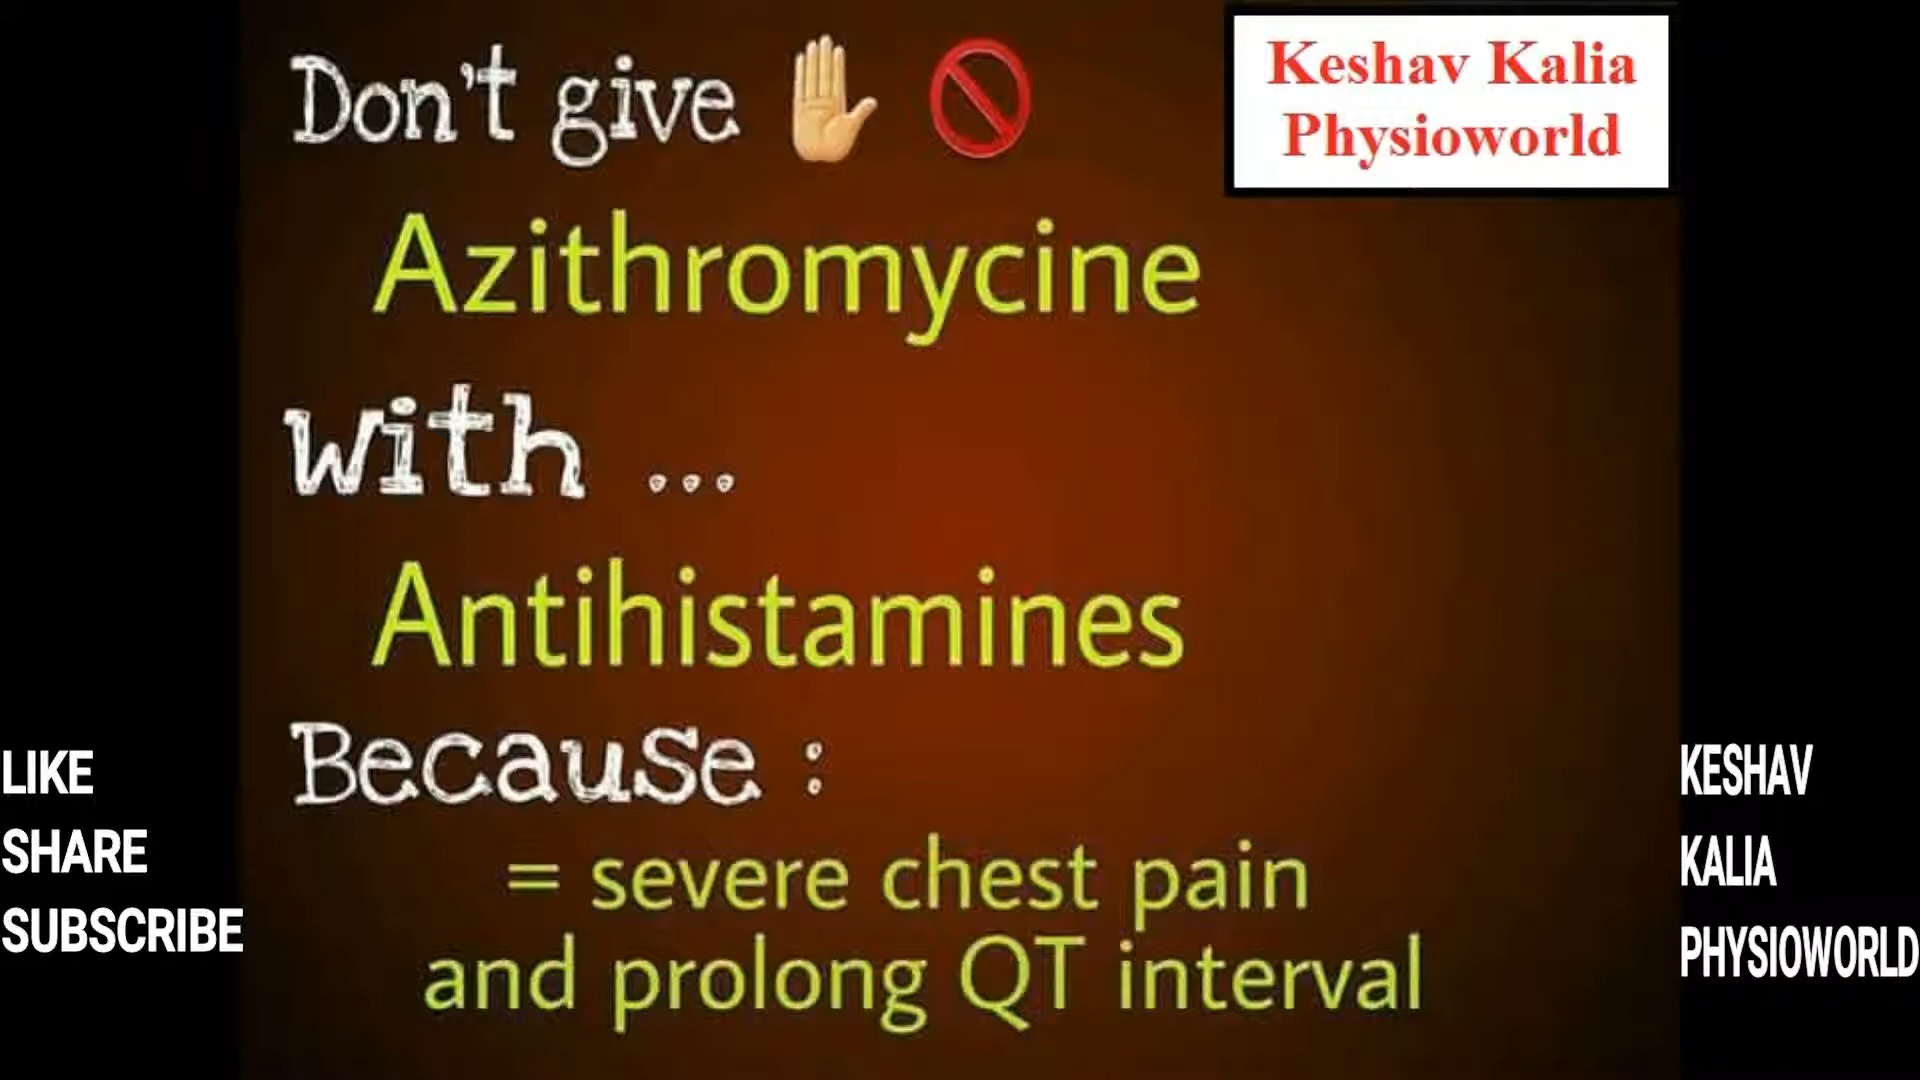 Don't give ✋ 🚫
Keshav Kalia
Physioworld
Azithromycine
with ...
Antihistamines
Because :
= severe chest pain
and prolong QT interval
LIKE
SHARE
SUBSCRIBE
KESHAV
KALIA
PHYSIOWORLD